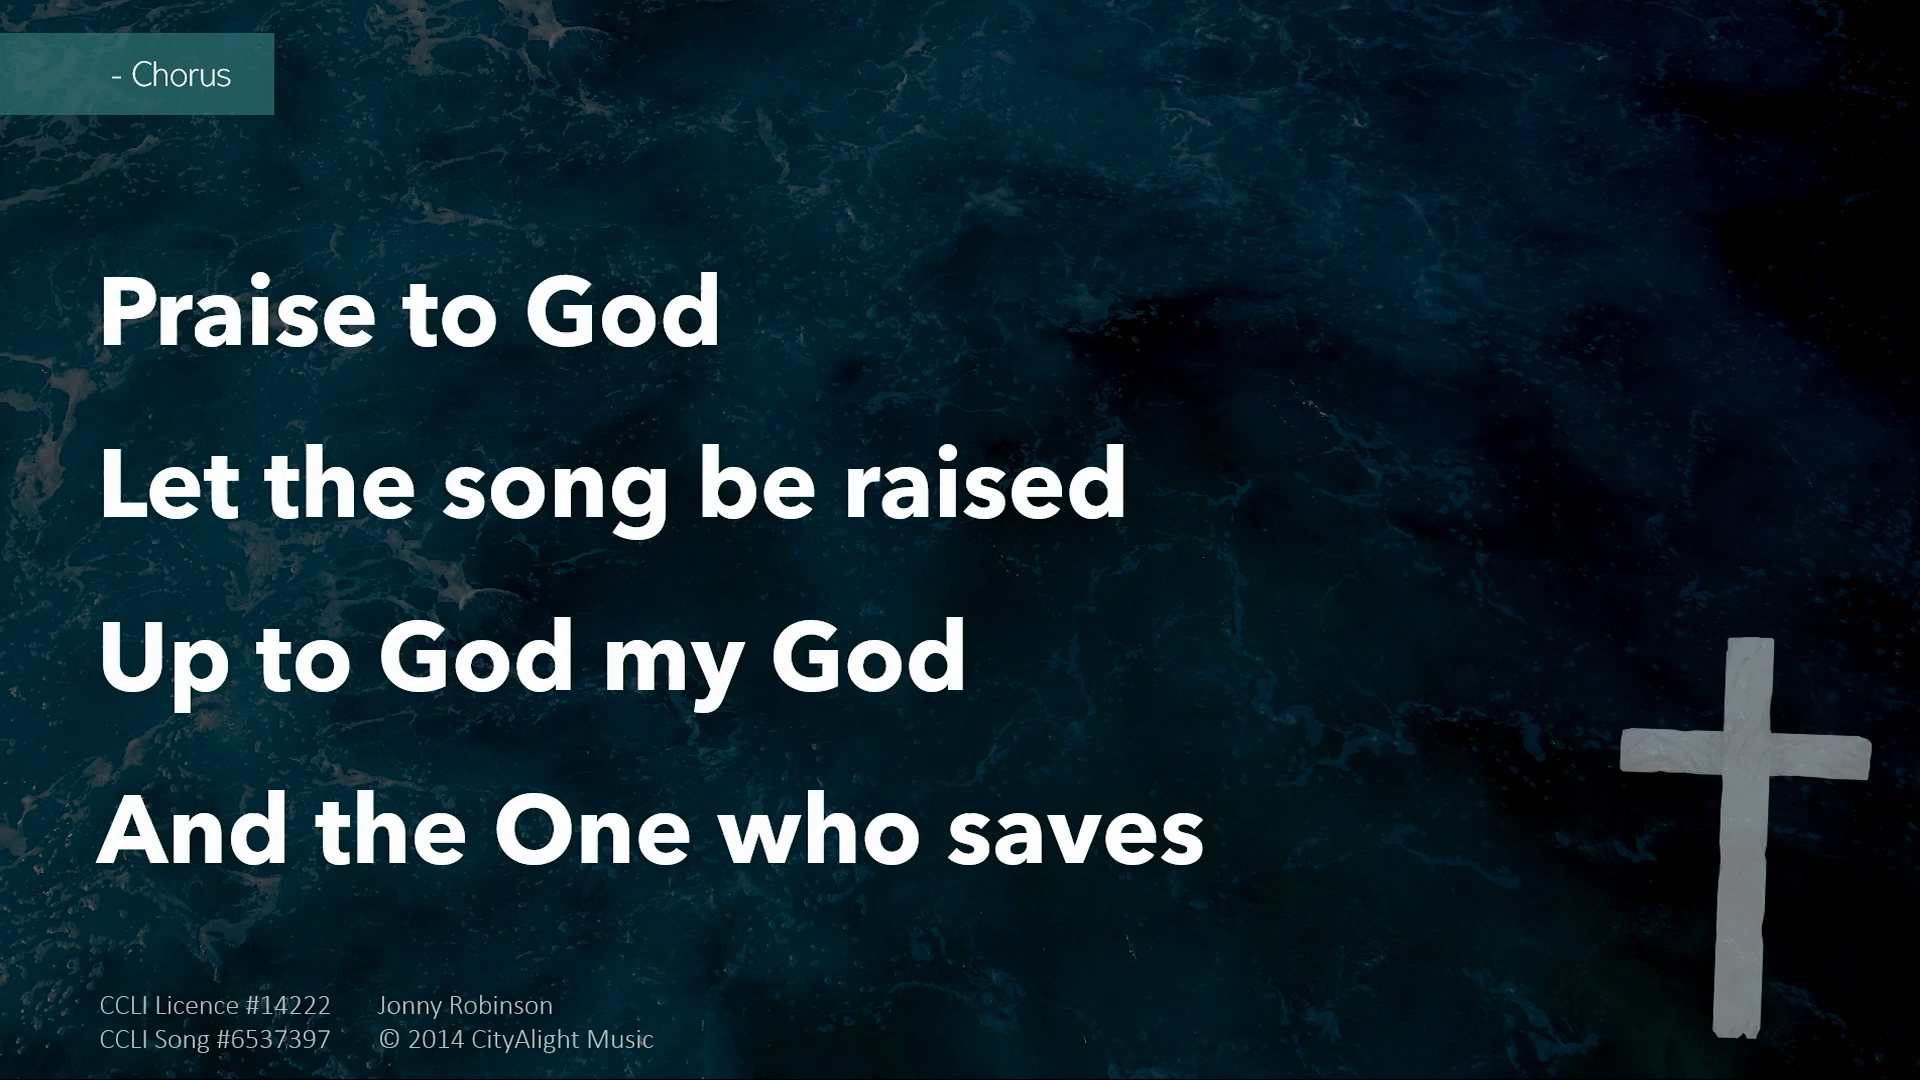 - Chorus
Praise to God
Let the song be raised
Up to God my God
And the One who saves
CCLI Licence #14222
CCLI Song #6537397
Jonny Robinson
© 2014 CityAlight Music